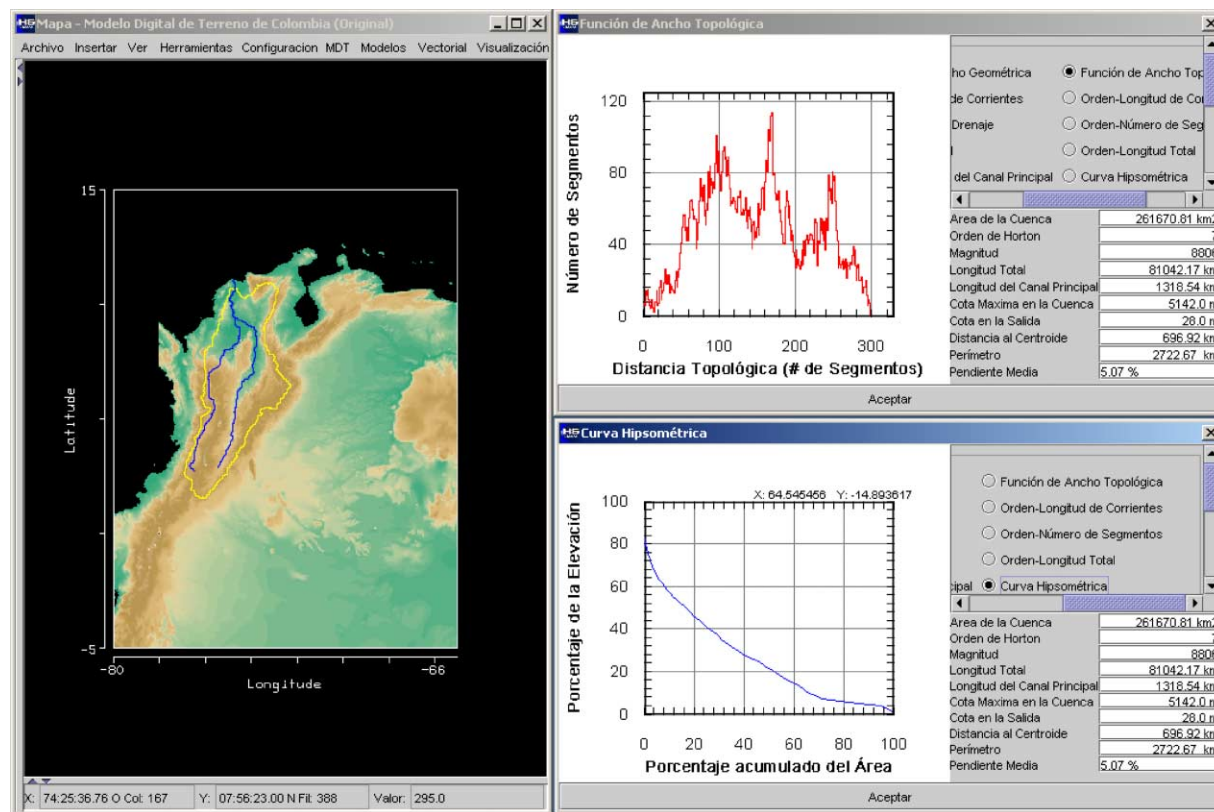 Mapa - Modelo Digital de Terreno de Colombia (Original)
Archivo Insertar Ver Herramientas Configuracion MDT Modelos Vectorial Visualización
15
Latitude
-5
-80 -66
Longitude
X: 74:25:36.76 O Col: 167 Y: 07:56:23.00 N Fil: 388 Valor: 295.0
Función de Ancho Topológica
120
80
40
0
Número de Segmentos
0 100 200 300
Distancia Topológica (# de Segmentos)
ho Geométrica Función de Ancho Top
de Corrientes Orden-Longitud de Co
Drenaje Orden-Número de Seg
l Orden-Longitud Total
del Canal Principal Curva Hipsométrica
Area de la Cuenca 261670.81 km2
Orden de Horton 7
Magnitud 8806
Longitud Total 81042.17 km
Longitud del Canal Principal 1318.54 km
Cota Maxima en la Cuenca 5142.0 m
Cota en la Salida 28.0 m
Distancia al Centroide 696.92 km
Perímetro 2722.67 km
Pendiente Media 5.07 %
Aceptar
Curva Hipsométrica
X: 64.545456 Y: -14.893617
100
80
60
40
20
0
Porcentaje de la Elevación
0 20 40 60 80 100
Porcentaje acumulado del Área
Función de Ancho Topológica
Orden-Longitud de Corrientes
Orden-Número de Segmentos
Orden-Longitud Total
cipal Curva Hipsométrica
Area de la Cuenca 261670.81 km2
Orden de Horton 7
Magnitud 8806
Longitud Total 81042.17 km
Longitud del Canal Principal 1318.54 km
Cota Maxima en la Cuenca 5142.0 m
Cota en la Salida 28.0 m
Distancia al Centroide 696.92 km
Perímetro 2722.67 km
Pendiente Media 5.07 %
Aceptar